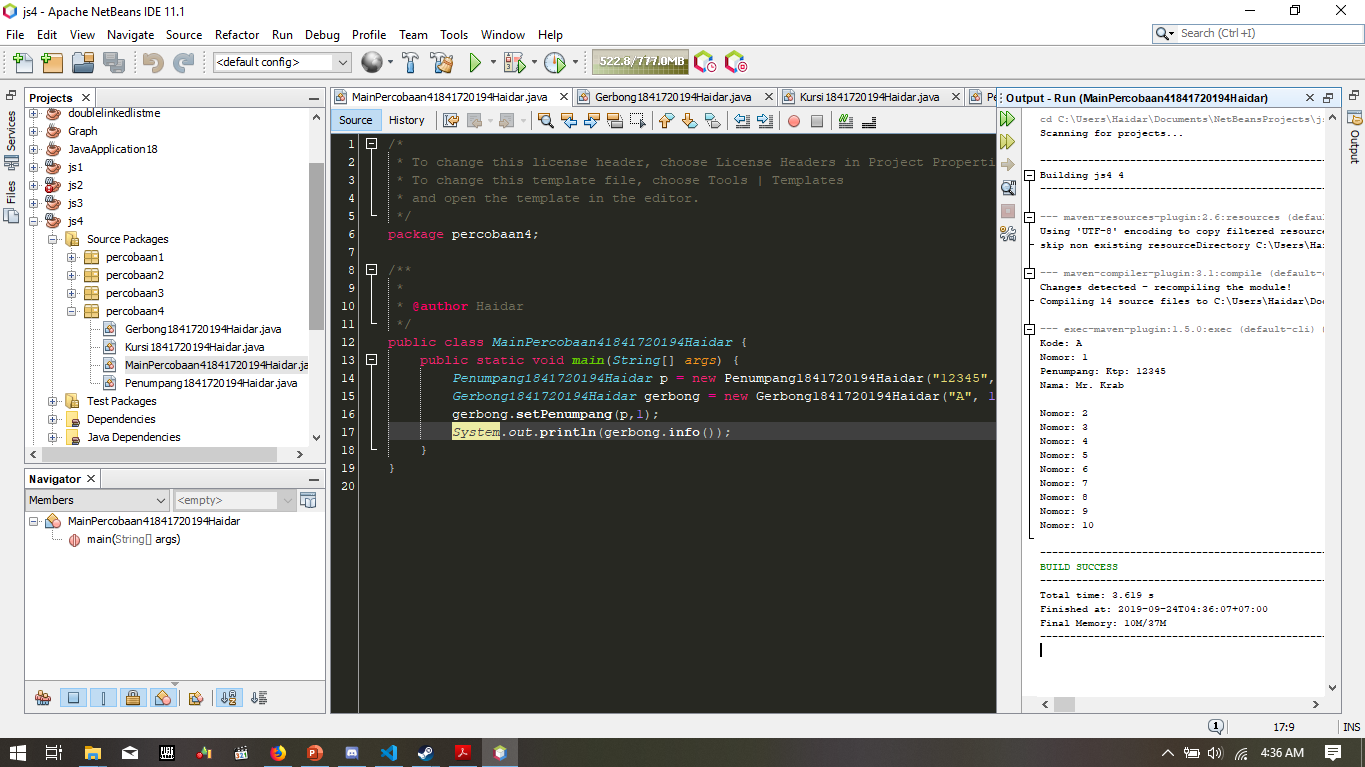 js4 - Apache NetBeans IDE 11.1
File Edit View Navigate Source Refactor Run Debug Profile Team Tools Window Help
Search (Ctrl+I)
<default config>
522.8/777.0MB
Services
Files
Projects
doublelinkedlistme
Graph
JavaApplication18
js1
js2
js3
js4
Source Packages
percobaan1
percobaan2
percobaan3
percobaan4
Gerbong1841720194Haidar.java
Kursi1841720194Haidar.java
MainPercobaan41841720194Haidar.ja
Penumpang1841720194Haidar.java
Test Packages
Dependencies
Java Dependencies
Navigator
Members
<empty>
MainPercobaan41841720194Haidar
main(String[] args)
MainPercobaan41841720194Haidar.java
Gerbong1841720194Haidar.java
Kursi1841720194Haidar.java
Pe
Source History
1 /*
2 * To change this license header, choose License Headers in Project Properti
3 * To change this template file, choose Tools | Templates
4 * and open the template in the editor.
5 */
6 package percobaan4;
7
8 /**
9 *
10 * @anthor Haidar
11 */
12 public class MainPercobaan41841720194Haidar {
13 public static void main(String[] args) {
14 Penumpang1841720194Haidar p = new Penumpang1841720194Haidar("12345",
15 Gerbong1841720194Haidar gerbong = new Gerbong1841720194Haidar("A", 1
16 gerbong.setPenumpang(p,1);
17 System.out.println(gerbong.info());
18 }
19 }
20
Output - Run (MainPercobaan41841720194Haidar)
Output
cd C:\Users\Haidar\Documents\NetBeansProjects\js
Scanning for projects...
------------------------------------------------
Building js4 4
------------------------------------------------
--- maven-resources-plugin:2.6:resources (defau
Using 'UTF-8' encoding to copy filtered resourc
skip non existing resourceDirectory C:\Users\Hai
--- maven-compiler-plugin:3.1:compile (default-c
Changes detected - recompiling the module!
Compiling 14 source files to C:\Users\Haidar\Doc
--- exec-maven-plugin:1.5.0:exec (default-cli) @
Kode: A
Nomor: 1
Penumpang: Ktp: 12345
Nama: Mr. Krab
Nomor: 2
Nomor: 3
Nomor: 4
Nomor: 5
Nomor: 6
Nomor: 7
Nomor: 8
Nomor: 9
Nomor: 10
------------------------------------------------
BUILD SUCCESS
------------------------------------------------
Total time: 3.619 s
Finished at: 2019-09-24T04:36:07+07:00
Final Memory: 10M/37M
------------------------------------------------
1
17:9
INS
4:36 AM